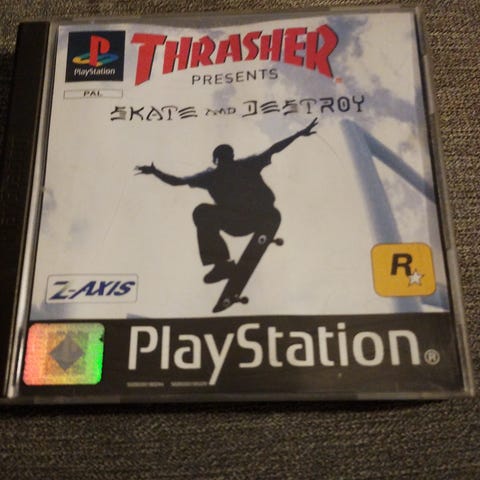 THRASHER
PlayStation
PRESENTS
PAL
SKATE AND DESTROY
R
Z-AXIS
PlayStation®